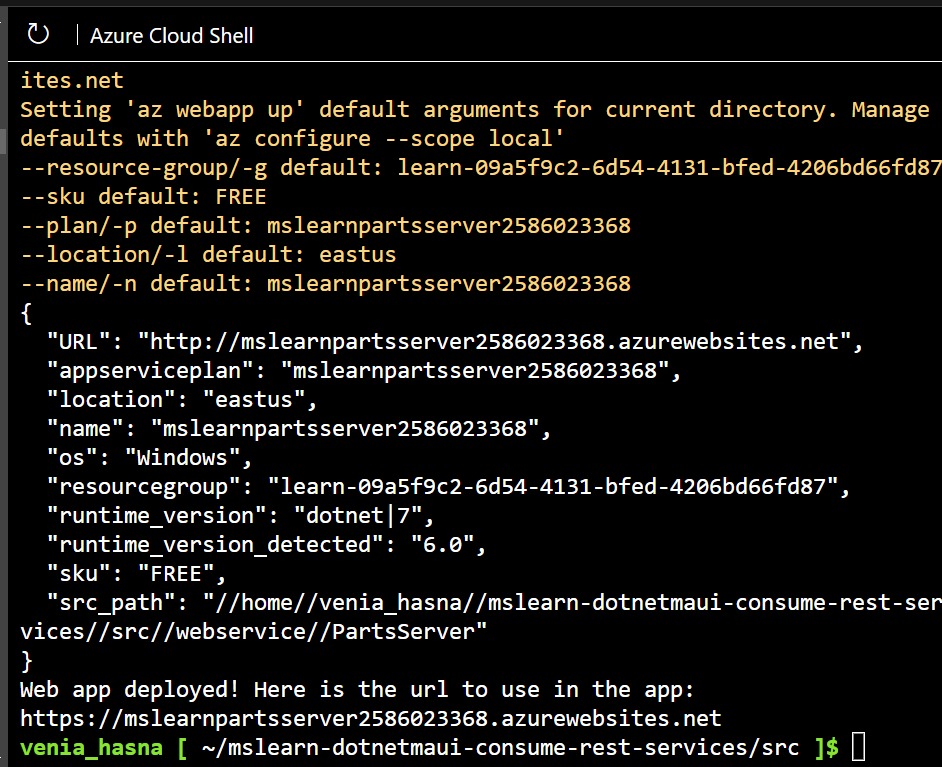 Azure Cloud Shell
ites.net
Setting 'az webapp up' default arguments for current directory. Manage
defaults with 'az configure --scope local'
--resource-group/-g default: learn-09a5f9c2-6d54-4131-bfed-4206bd66fd87
--sku default: FREE
--plan/-p default: mslearnpartsserver2586023368
--location/-l default: eastus
--name/-n default: mslearnpartsserver2586023368
{
  "URL": "http://mslearnpartsserver2586023368.azurewebsites.net",
  "appserviceplan": "mslearnpartsserver2586023368",
  "location": "eastus",
  "name": "mslearnpartsserver2586023368",
  "os": "Windows",
  "resourcegroup": "learn-09a5f9c2-6d54-4131-bfed-4206bd66fd87",
  "runtime_version": "dotnet|7",
  "runtime_version_detected": "6.0",
  "sku": "FREE",
  "src_path": "//home//venia_hasna//mslearn-dotnetmaui-consume-rest-ser
vices//src//webservice//PartsServer"
}
Web app deployed! Here is the url to use in the app:
https://mslearnpartsserver2586023368.azurewebsites.net
venia_hasna [ ~/mslearn-dotnetmaui-consume-rest-services/src ]$